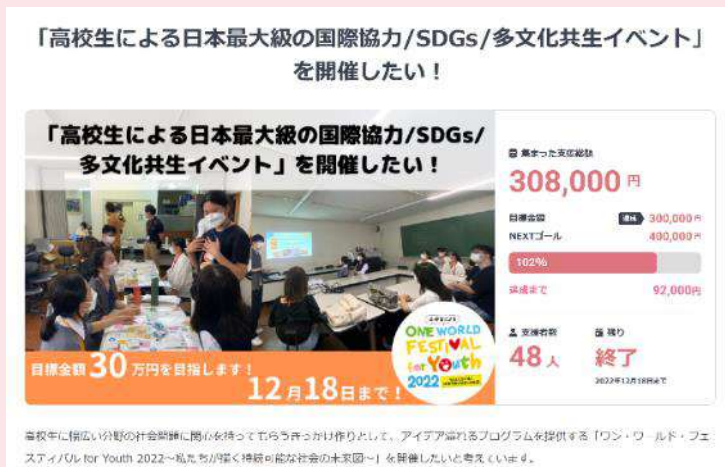 「高校生による日本最大級の国際協力/SDGs/多文化共生イベント」
を開催したい！
「高校生による日本最大級の国際協力/SDGs/
多文化共生イベント」を開催したい！
ONE WORLD
FESTIVAL
for Youth
2022
目標金額30万円を目指します！
12月18日まで！
集まった支援総額
308,000 円
目標金額 達成 300,000円
NEXTゴール 400,000円
102%
達成まで 92,000円
支援者数 残り
48人 終了
2022年12月18日まで
高校生に幅広い分野の社会問題に関心を持ってもらうきっかけ作りとして、アイデア溢れるプログラムを提供する「ワン・ワールド・フェ
スティバル for Youth 2022〜私たちが描く持続可能な社会の未来図〜」を開催したいと考えています。